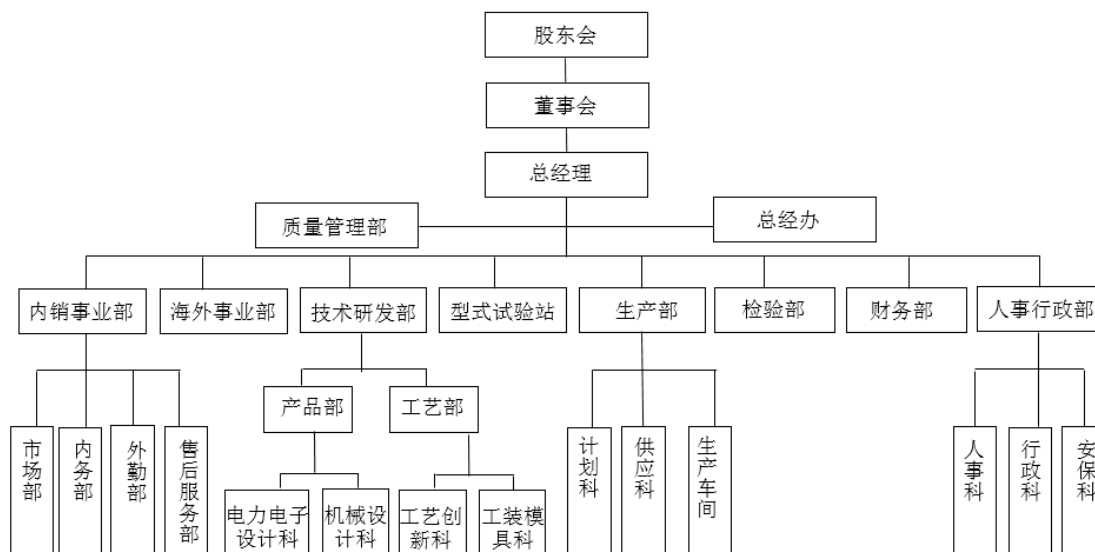 股东会
董事会
总经理
质量管理部
总经办
内销事业部
海外事业部
技术研发部
型式试验站
生产部
检验部
财务部
人事行政部
产品部
工艺部
市场部
内务部
外勤部
售后服务部
电力电子
设计科
机械设
计科
工艺创
新科
工装模
具科
计划科
供应科
生产车间
人事科
行政科
安保科